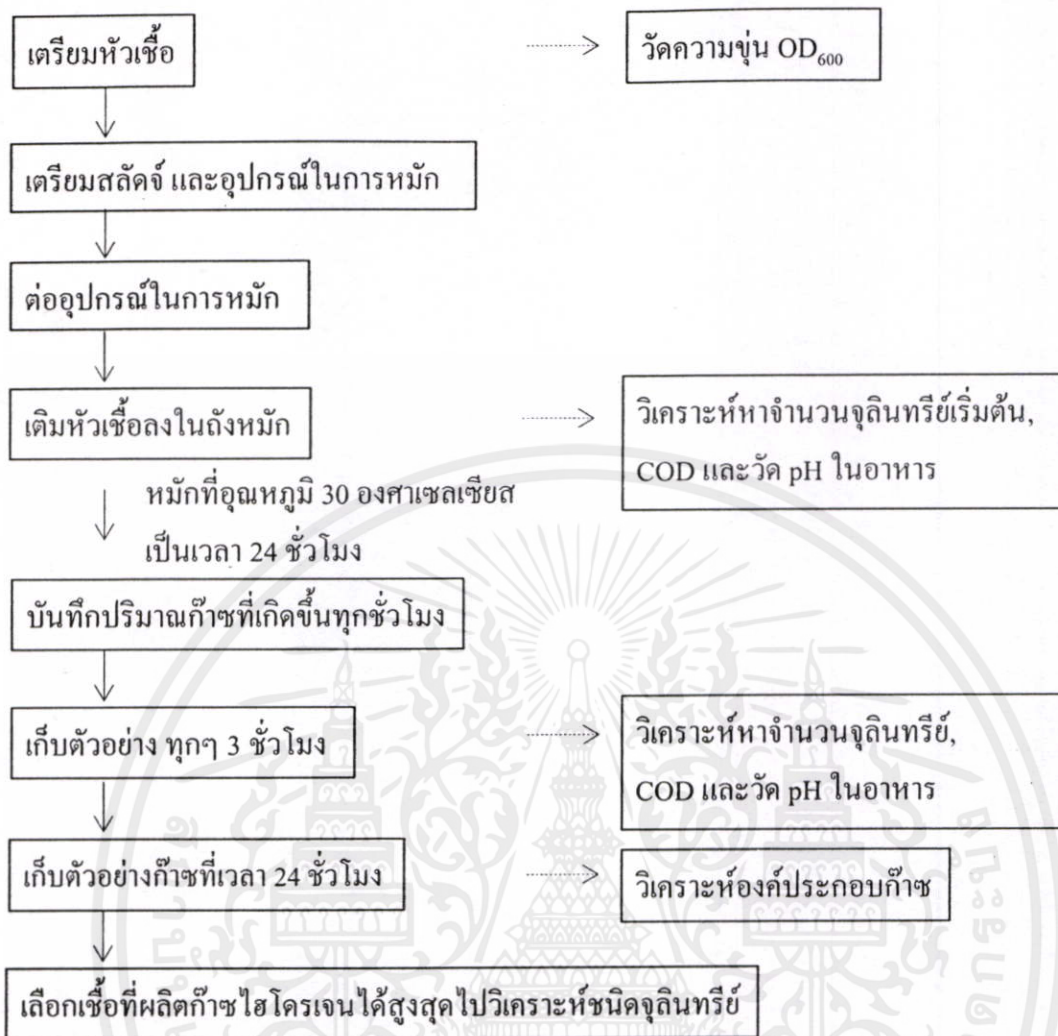 เตรียมหัวเชื้อ
วัดความขุ่น OD₆₀₀
เตรียมสลัดจ์ และอุปกรณ์ในการหมัก
ต่ออุปกรณ์ในการหมัก
เติมหัวเชื้อลงในถังหมัก
วิเคราะห์หาจำนวนจุลินทรีย์เริ่มต้น,
COD และวัด pH ในอาหาร
หมักที่อุณหภูมิ 30 องศาเซลเซียส
เป็นเวลา 24 ชั่วโมง
บันทึกปริมาณก๊าซที่เกิดขึ้นทุกชั่วโมง
เก็บตัวอย่าง ทุกๆ 3 ชั่วโมง
วิเคราะห์หาจำนวนจุลินทรีย์,
COD และวัด pH ในอาหาร
เก็บตัวอย่างก๊าซที่เวลา 24 ชั่วโมง
วิเคราะห์องค์ประกอบก๊าซ
เลือกเชื้อที่ผลิตก๊าซไฮโดรเจนได้สูงสุดไปวิเคราะห์ชนิดจุลินทรีย์